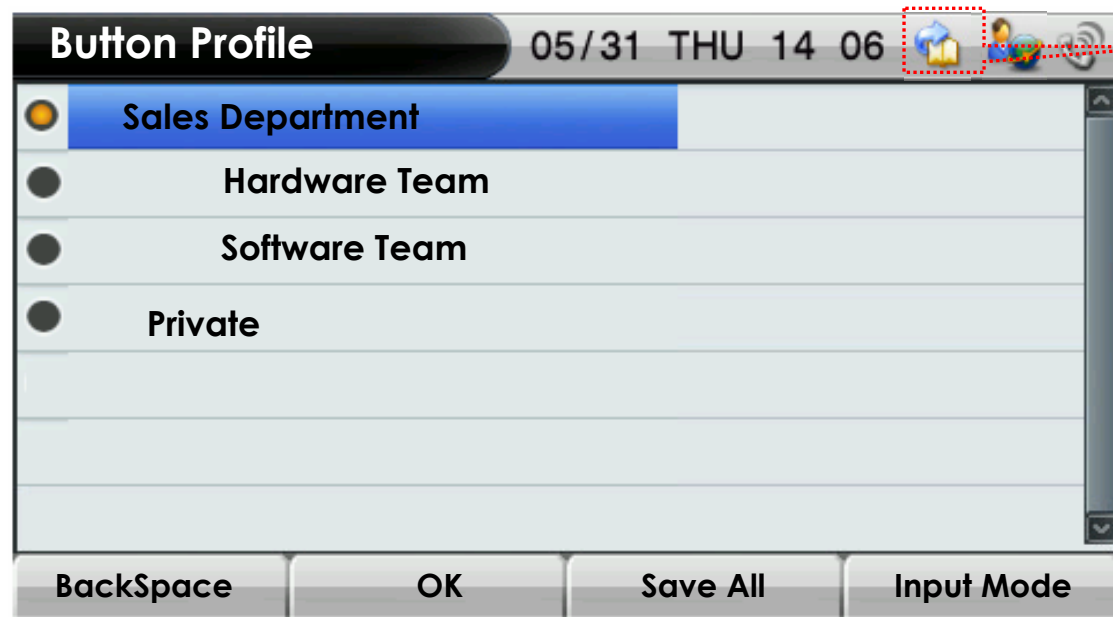 Button Profile 05/31 THU 14 06
Sales Department
Hardware Team
Software Team
Private
BackSpace OK Save All Input Mode